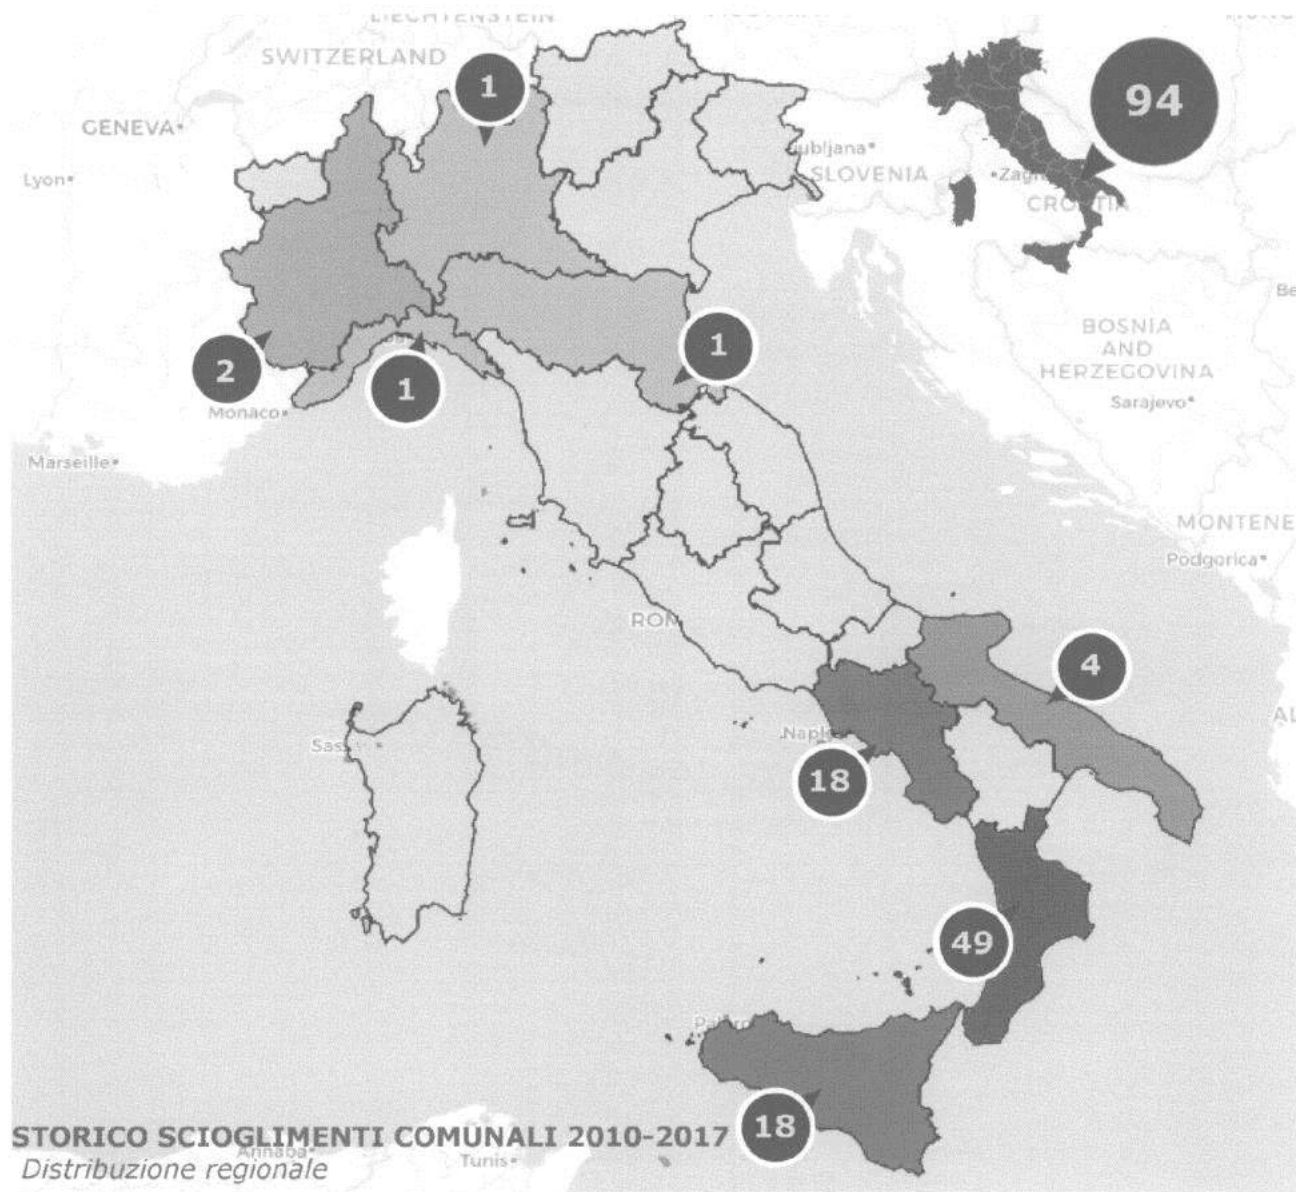 LIECHTENSTEIN
SWITZERLAND
1
94
GENEVA
Lyon
SLOVENIA
BOSNIA
AND
HERZEGOVINA
2
1
1
Monaco
Sarajevo
Marseille
MONTENE
Podgorica
4
18
49
18
STORICO SCIOGLIMENTI COMUNALI 2010-2017
Distribuzione regionale
Tunis